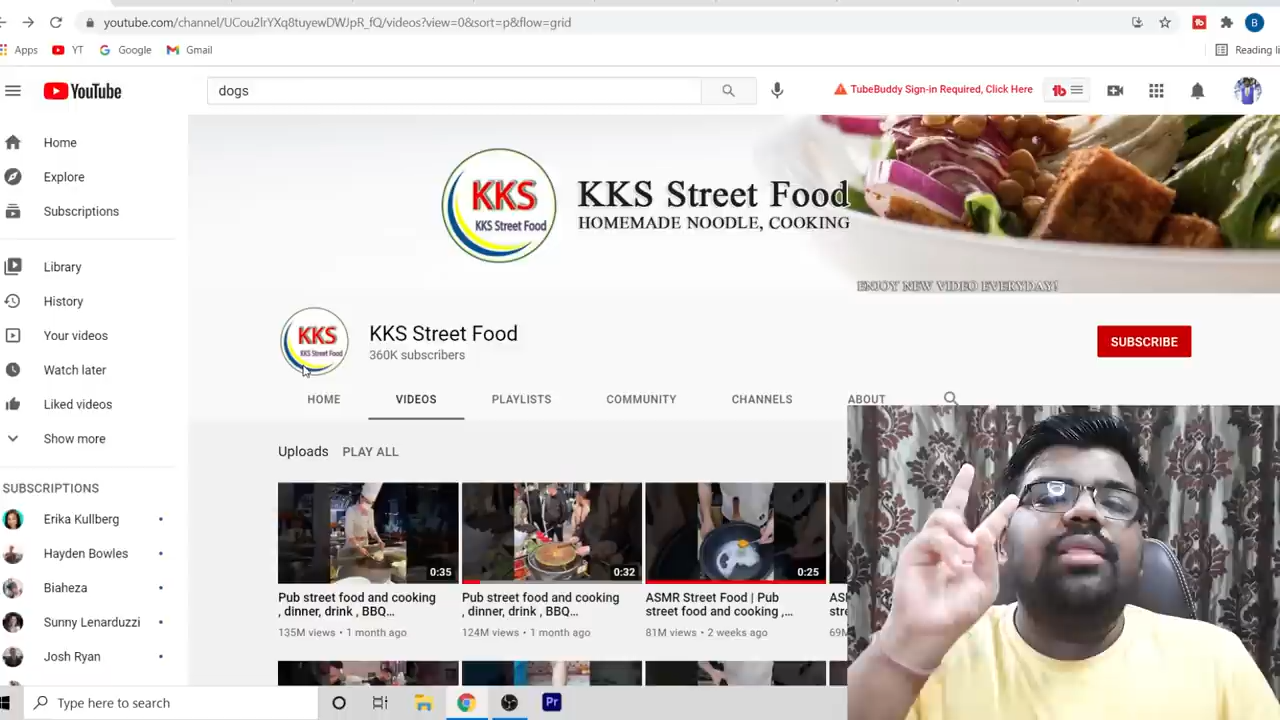 youtube.com/channel/UCou2lrYXq8tuyewDWJpR_fQ/videos?view=0&sort=p&flow=grid
B
Apps YT Google Gmail Reading li
YouTube
dogs
TubeBuddy Sign-in Required, Click Here
tb
Home
Explore
Subscriptions
Library
History
Your videos
Watch later
Liked videos
Show more
SUBSCRIPTIONS
Erika Kullberg
Hayden Bowles
Biaheza
Sunny Lenarduzzi
Josh Ryan
KKS
KKS Street Food
KKS Street Food
HOMEMADE NOODLE, COOKING
ENJOY NEW VIDEO EVERYDAY!
KKS
KKS Street Food
KKS Street Food
360K subscribers
SUBSCRIBE
HOME VIDEOS PLAYLISTS COMMUNITY CHANNELS ABOUT
Uploads PLAY ALL
0:35
Pub street food and cooking
, dinner, drink , BBQ...
135M views • 1 month ago
0:32
Pub street food and cooking
, dinner, drink , BBQ...
124M views • 1 month ago
0:25
ASMR Street Food | Pub
street food and cooking ,...
81M views • 2 weeks ago
Type here to search
Pr